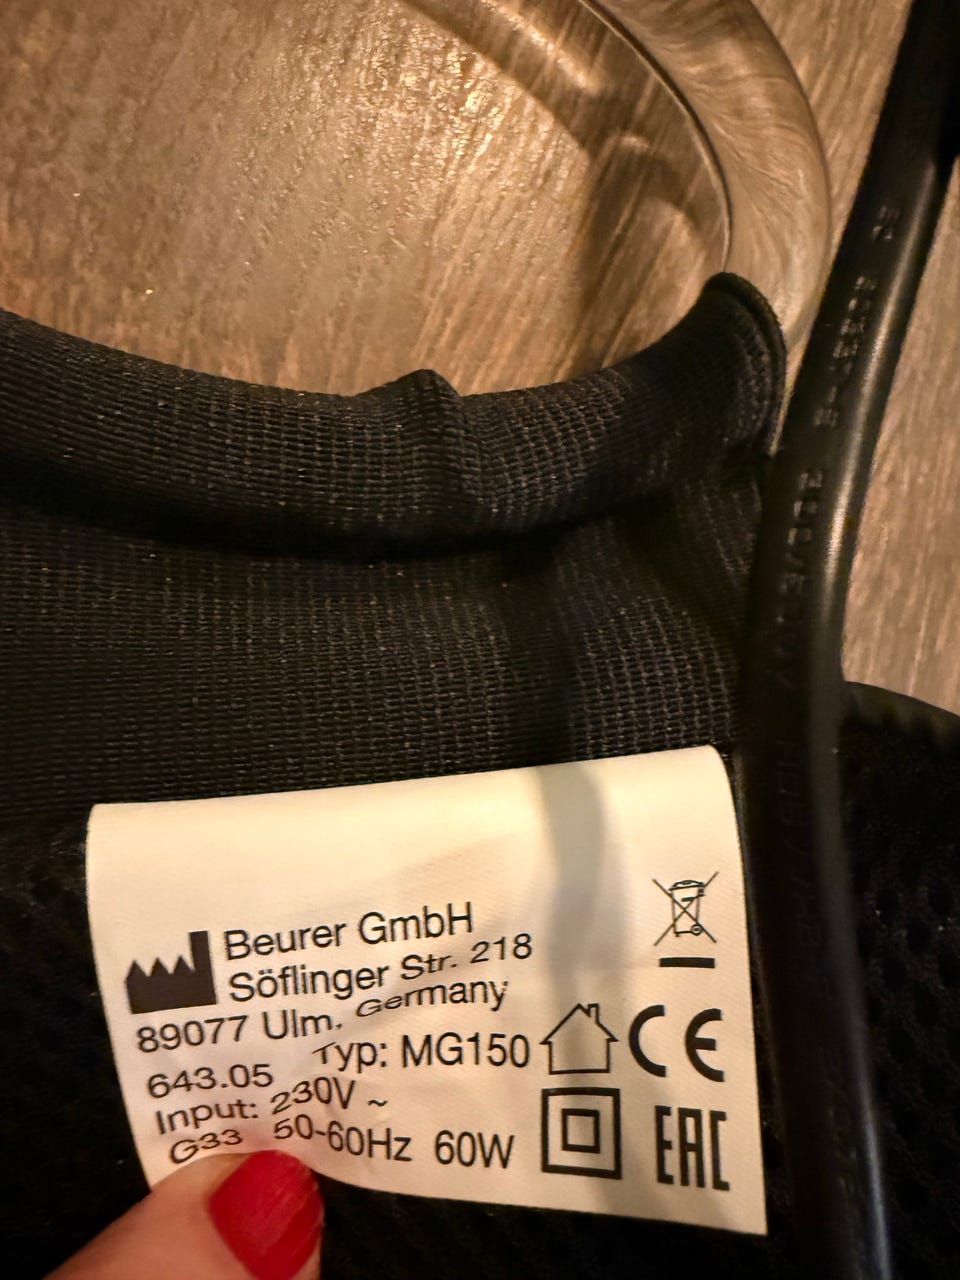 Beurer GmbH
Söflinger Str. 218
89077 Ulm, Germany
643.05 Typ: MG150
Input: 230V ~
G33 50-60Hz 60W
CE
EAC